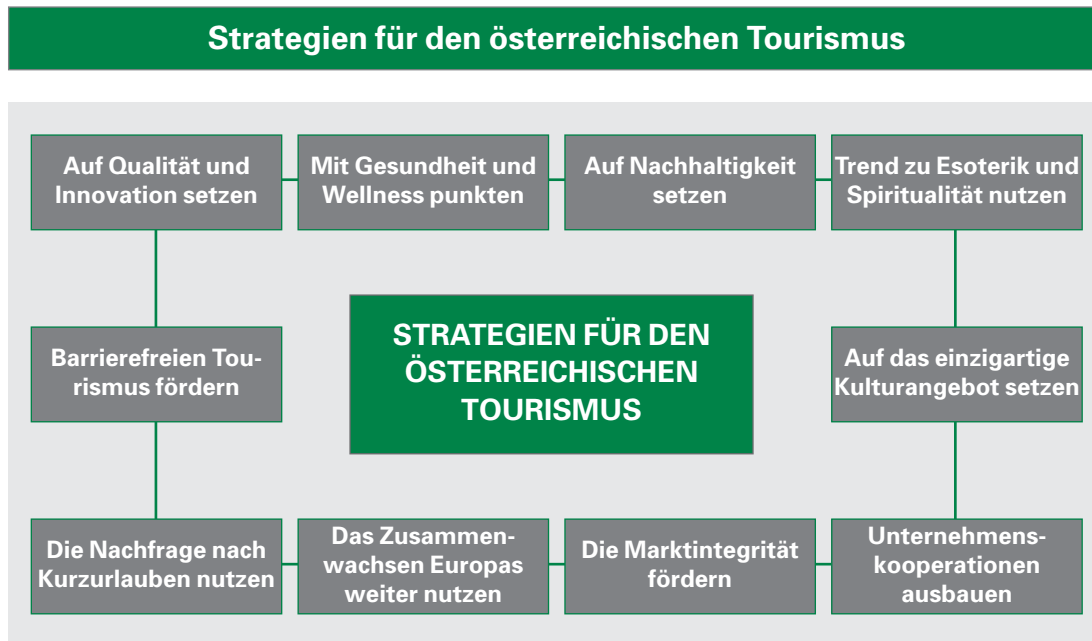 Strategien für den österreichischen Tourismus
Auf Qualität und
Innovation setzen
Mit Gesundheit und
Wellness punkten
Auf Nachhaltigkeit
setzen
Trend zu Esoterik und
Spiritualität nutzen
Barrierefreien Tou-
rismus fördern
STRATEGIEN FÜR DEN
ÖSTERREICHISCHEN
TOURISMUS
Auf das einzigartige
Kulturangebot setzen
Die Nachfrage nach
Kurzurlauben nutzen
Das Zusammen-
wachsen Europas
weiter nutzen
Die Marktintegrität
fördern
Unternehmens-
kooperationen
ausbauen